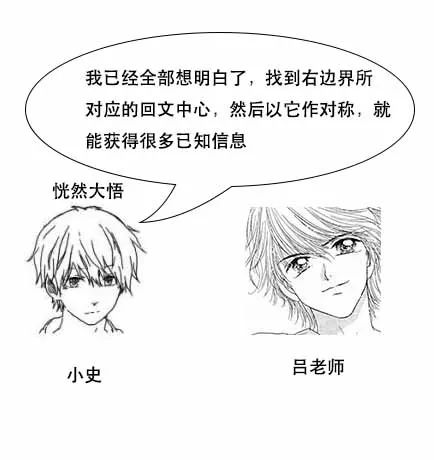 我已经全部想明白了，找到右边界所
对应的回文中心，然后以它作对称，就
能获得很多已知信息
恍然大悟
小史
吕老师